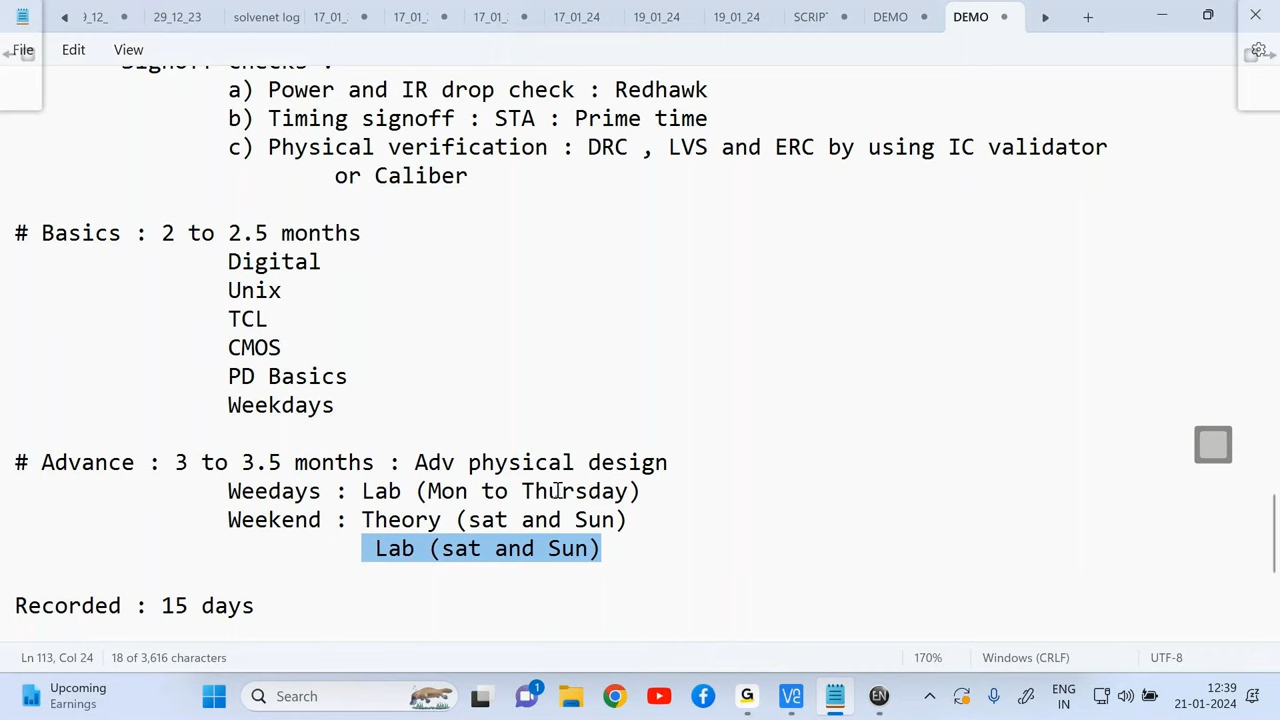 29_12_23
solvenet log
17_01_
17_01_
17_01_
17_01_24
19_01_24
_01_24
SCRIP
DEMO
DEMO
File
Edit
View
Signoff checks :
a) Power and IR drop check : Redhawk
b) Timing signoff : STA : Prime time
c) Physical verification : DRC , LVS and ERC by using IC validator
or Caliber
# Basics : 2 to 2.5 months
Digital
Unix
TCL
CMOS
PD Basics
Weekdays
# Advance : 3 to 3.5 months : Adv physical design
Weedays : Lab (Mon to Thursday)
Weekend : Theory (sat and Sun)
Lab (sat and Sun)
Recorded : 15 days
Ln 113, Col 24
18 of 3,616 characters
170%
Windows (CRLF)
UTF-8
Upcoming
Earnings
Search
1
ENG
IN
12:39
21-01-2024